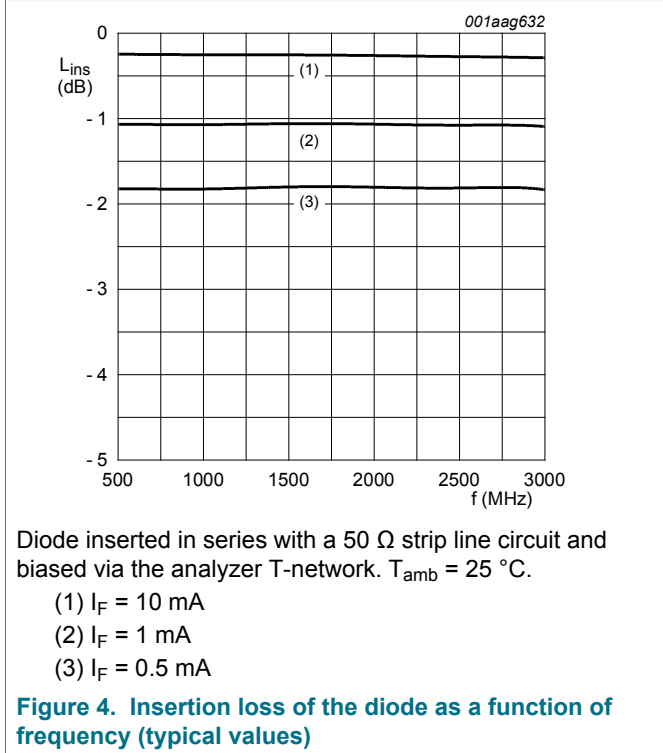 001aag632
0
Lins
(dB)
- 1
- 2
- 3
- 4
- 5
(1)
(2)
(3)
500 1000 1500 2000 2500 3000
f (MHz)
Diode inserted in series with a 50 Ω strip line circuit and
biased via the analyzer T-network. Tamb = 25 °C.
(1) IF = 10 mA
(2) IF = 1 mA
(3) IF = 0.5 mA
Figure 4. Insertion loss of the diode as a function of
frequency (typical values)